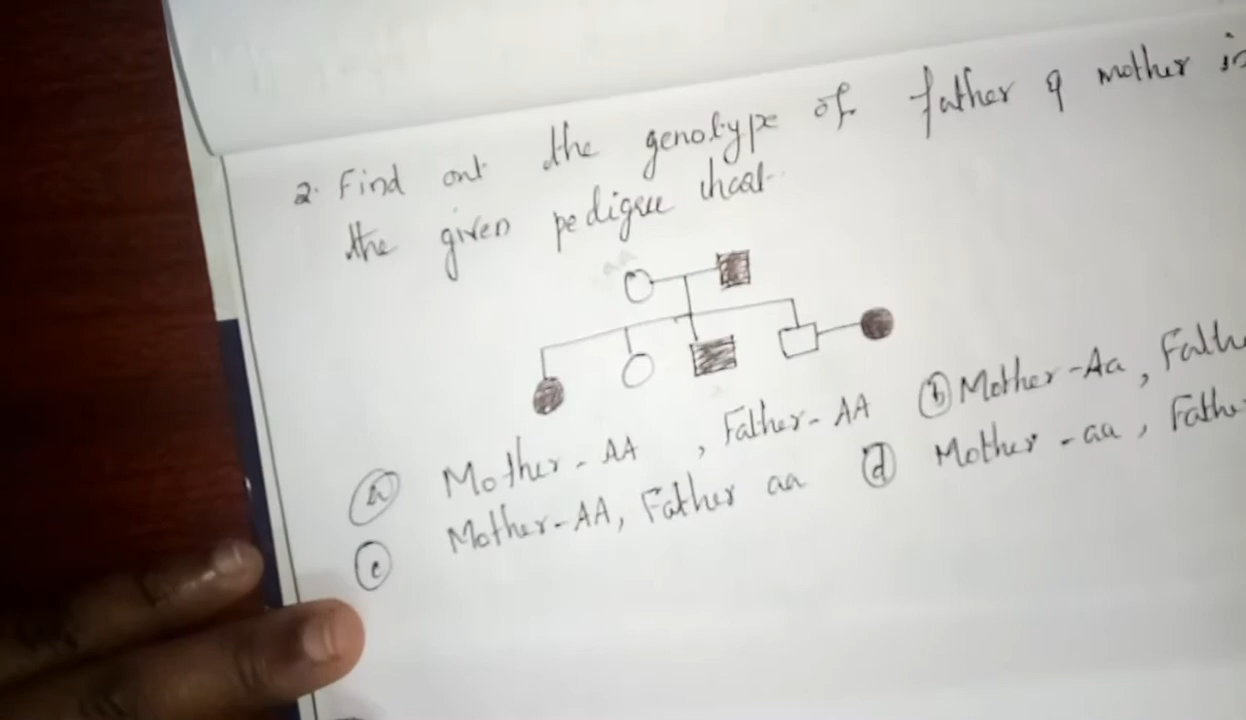 2. Find out the genotype of father & mother in
the given pedigree chart.
(a) Mother - AA , Father - AA (b) Mother - Aa , Fath
(c) Mother - AA, Father aa (d) Mother - aa , Fathe